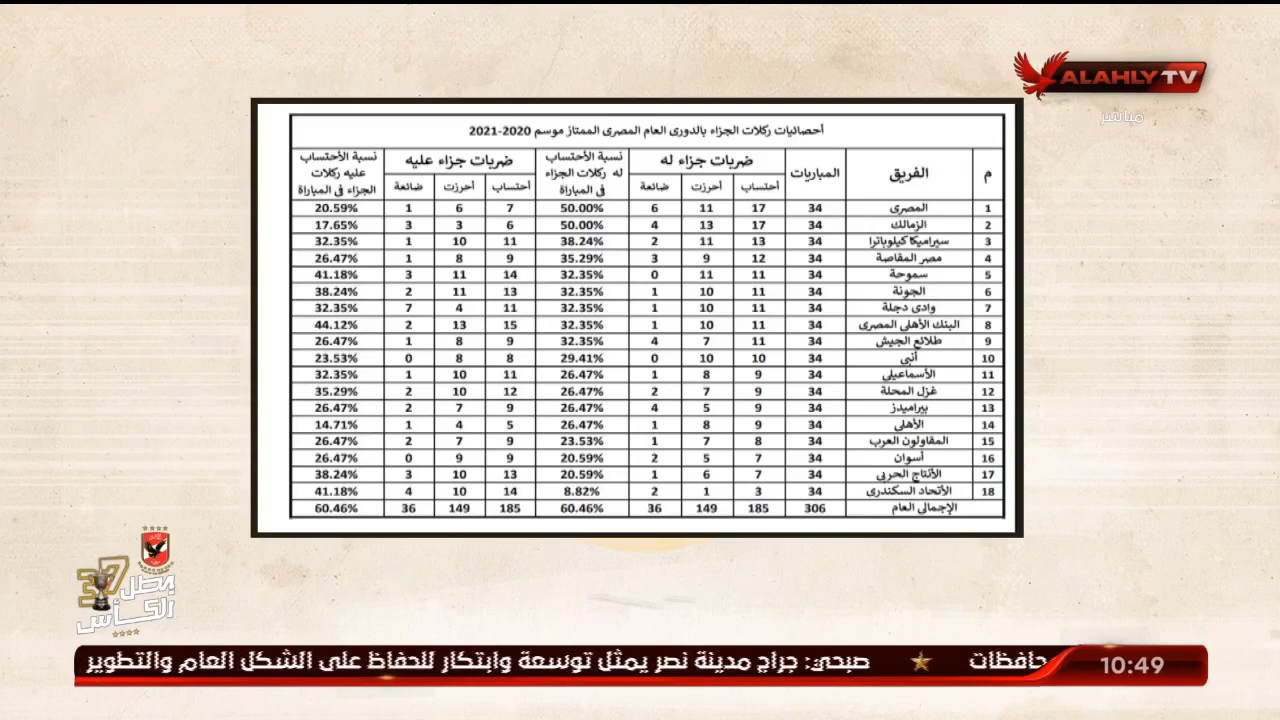 ALAHLY TV
مباشر
أحصائيات ركلات الجزاء بالدورى العام المصرى الممتاز موسم 2020-2021
م الفريق المباريات ضربات جزاء له نسبة الأحتساب له ركلات الجزاء فى المباراة ضربات جزاء عليه نسبة الأحتساب عليه ركلات الجزاء فى المباراة
أحتساب أحرزت ضائعة أحتساب أحرزت ضائعة
1 المصرى 34 17 11 6 50.00% 7 6 1 20.59%
2 الزمالك 34 17 13 4 50.00% 6 3 3 17.65%
3 سيراميكا كيلوباترا 34 13 11 2 38.24% 11 10 1 32.35%
4 مصر المقاصة 34 12 9 3 35.29% 9 8 1 26.47%
5 سموحة 34 11 11 0 32.35% 14 11 3 41.18%
6 الجونة 34 11 10 1 32.35% 13 11 2 38.24%
7 وادى دجلة 34 11 10 1 32.35% 11 4 7 32.35%
8 البنك الأهلى المصرى 34 11 10 1 32.35% 15 13 2 44.12%
9 طلائع الجيش 34 11 7 4 32.35% 9 8 1 26.47%
10 أنبى 34 10 10 0 29.41% 8 8 0 23.53%
11 الأسماعيلى 34 9 8 1 26.47% 11 10 1 32.35%
12 غزل المحلة 34 9 7 2 26.47% 12 10 2 35.29%
13 بيراميدز 34 9 5 4 26.47% 9 7 2 26.47%
14 الأهلى 34 9 8 1 26.47% 5 4 1 14.71%
15 المقاولون العرب 34 8 7 1 23.53% 9 7 2 26.47%
16 أسوان 34 7 5 2 20.59% 9 9 0 26.47%
17 الأنتاج الحربى 34 7 6 1 20.59% 13 10 3 38.24%
18 الأتحاد السكندرى 34 3 1 2 8.82% 14 10 4 41.18%
الإجمالى العام 306 185 149 36 60.46% 185 149 36 60.46%
37
بطل
الكأس
10:49 حافظات ★ صبحي: جراج مدينة نصر يمثل توسعة وابتكار للحفاظ على الشكل العام والتطوير